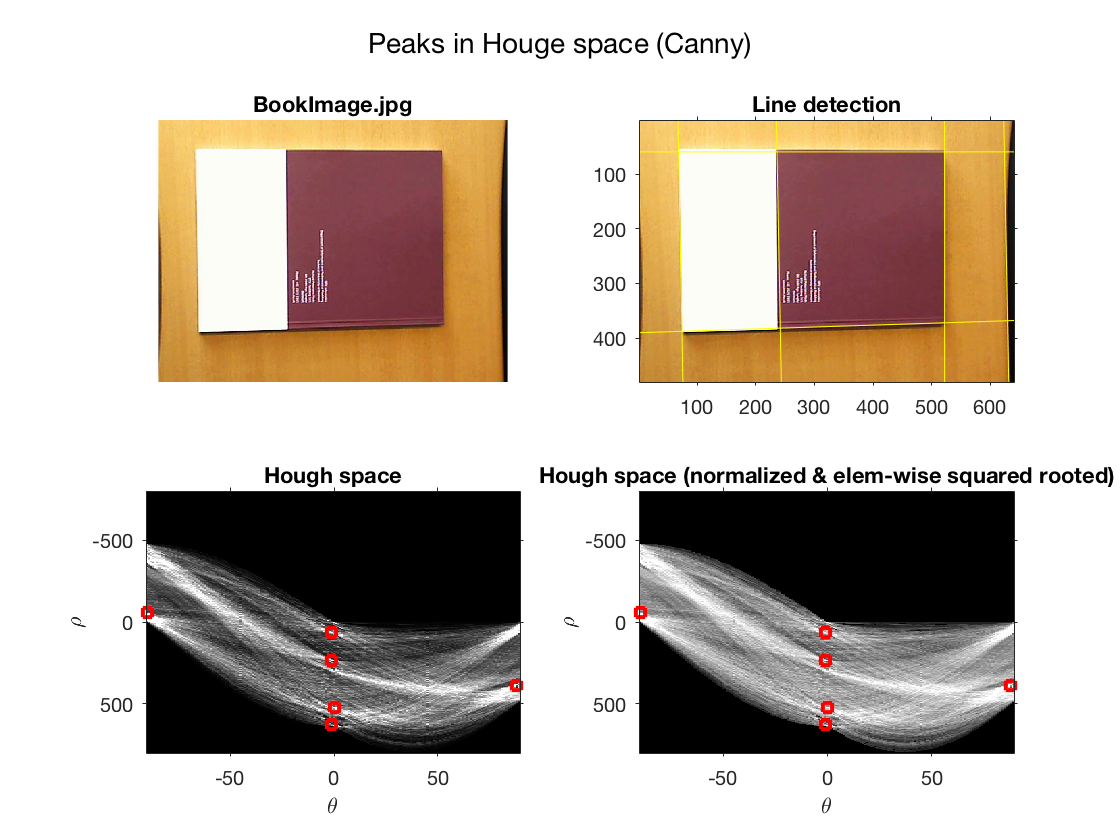 Peaks in Houge space (Canny)
BookImage.jpg
Line detection
100
200
300
400
100 200 300 400 500 600
Hough space
Hough space (normalized & elem-wise squared rooted)
-500
0
500
ρ
-50 0 50
θ
-500
0
500
ρ
-50 0 50
θ